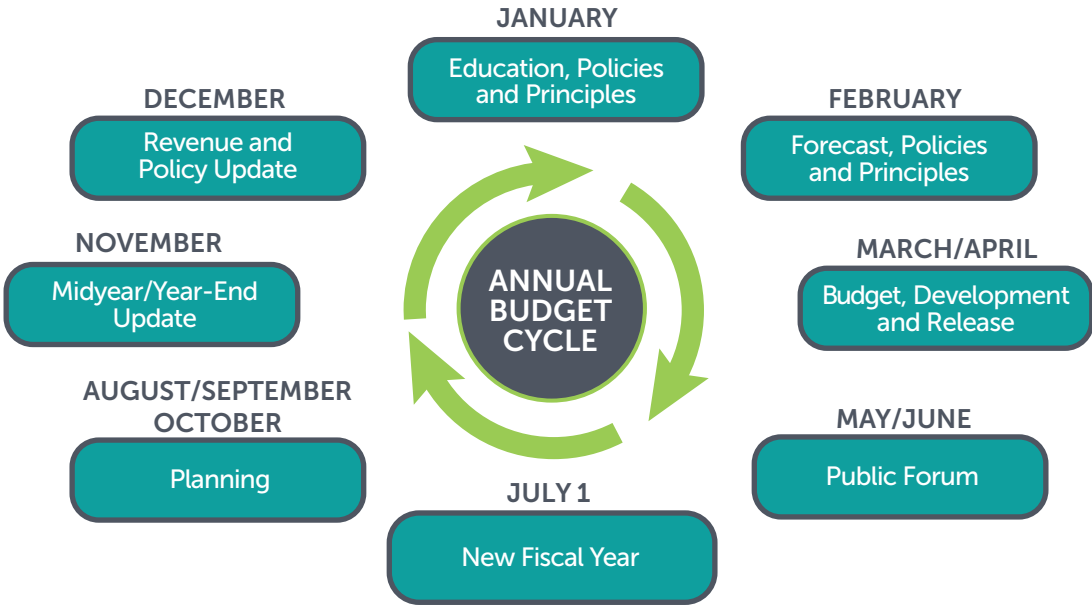 JANUARY
Education, Policies
and Principles
FEBRUARY
Forecast, Policies
and Principles
MARCH/APRIL
Budget, Development
and Release
MAY/JUNE
Public Forum
JULY 1
New Fiscal Year
AUGUST/SEPTEMBER
OCTOBER
Planning
NOVEMBER
Midyear/Year-End
Update
DECEMBER
Revenue and
Policy Update
ANNUAL
BUDGET
CYCLE